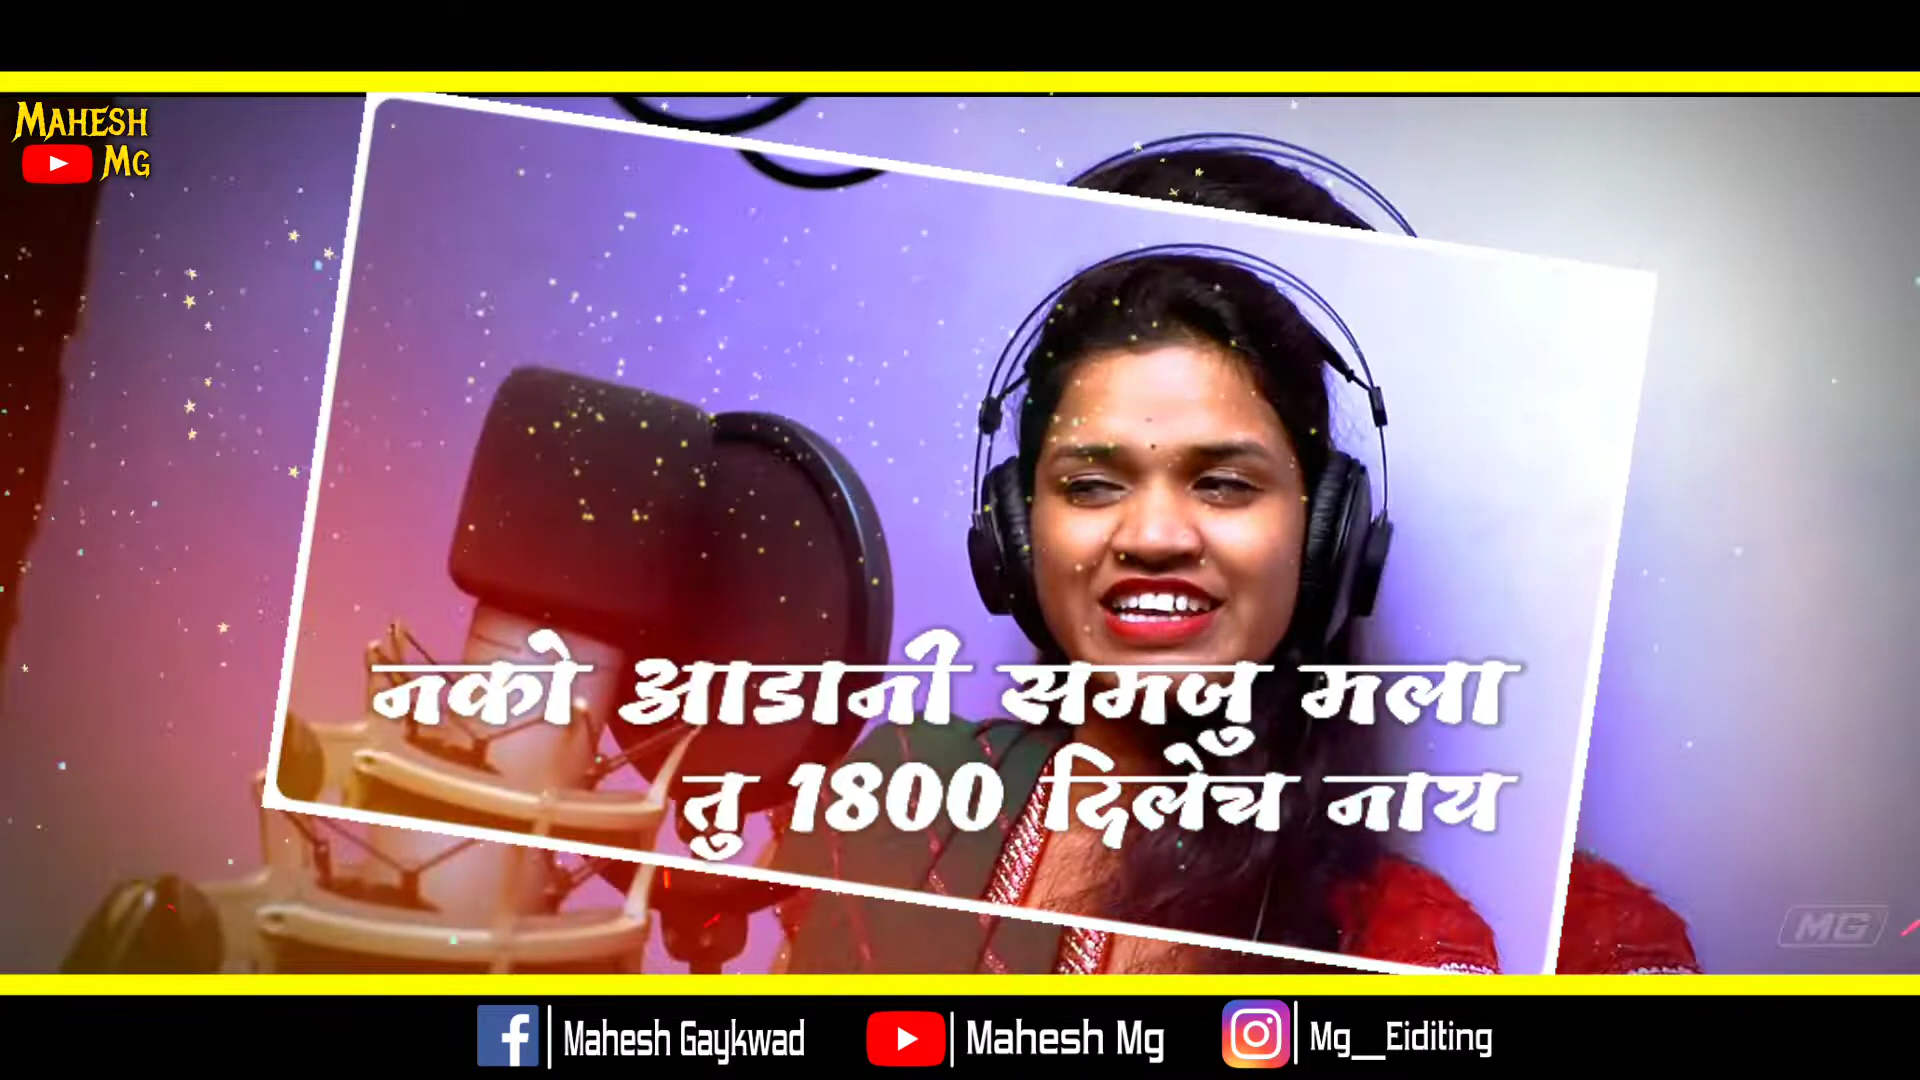 MAHESH
MG
नको आडानी समजु मला
तु 1800 दिलेच नाय
MG
Mahesh Gaykwad
Mahesh Mg
Mg__Eiditing